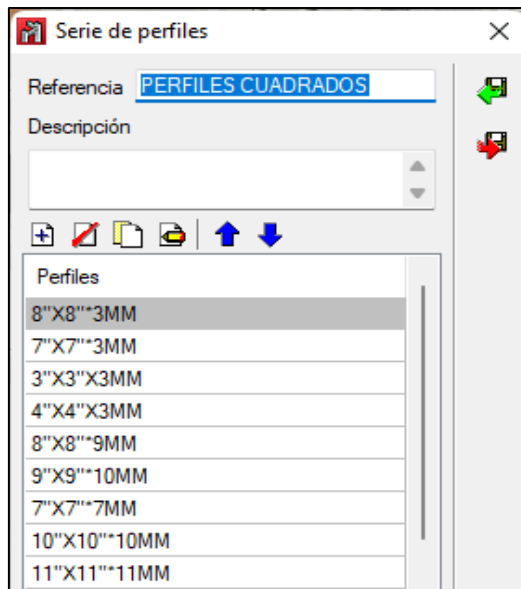 Serie de perfiles
Referencia PERFILES CUADRADOS
Descripción
Perfiles
8"X8"*3MM
7"X7"*3MM
3"X3"X3MM
4"X4"X3MM
8"X8"*9MM
9"X9"*10MM
7"X7"*7MM
10"X10"*10MM
11"X11"*11MM